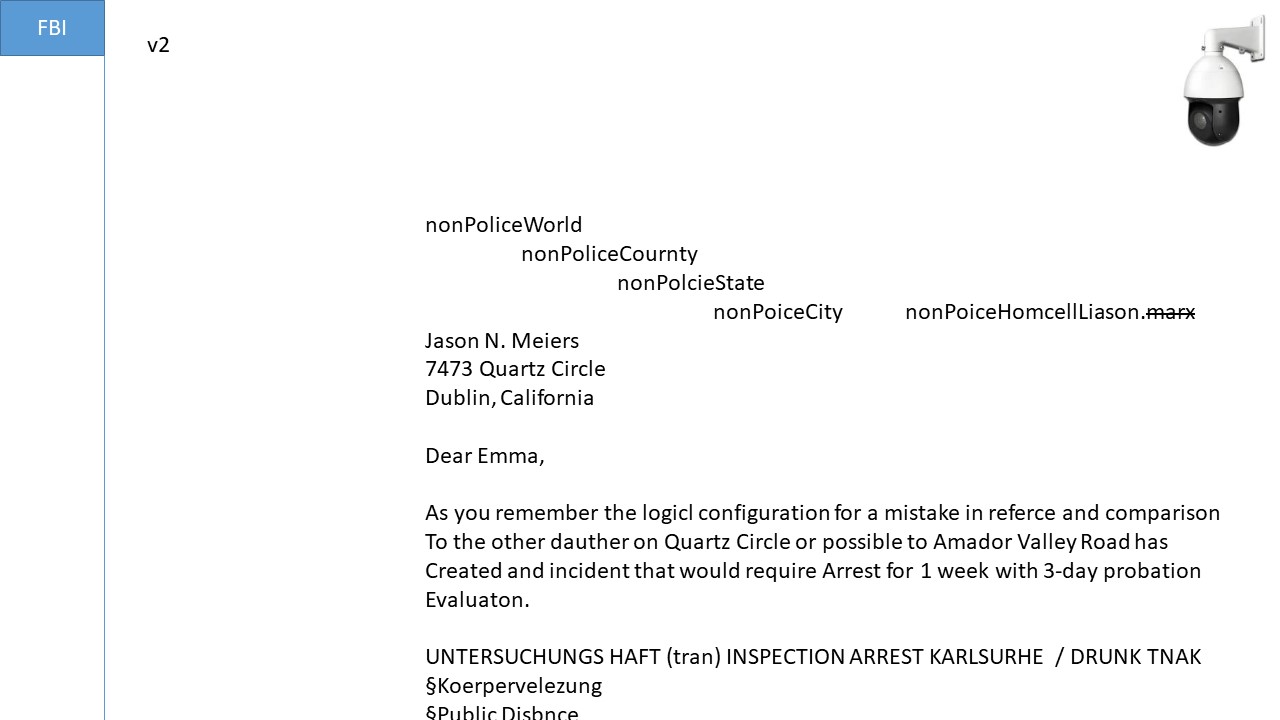 FBI
v2
nonPoliceWorld
nonPoliceCournty
nonPolcieState
nonPoiceCity nonPoiceHomcellLiason.marx
Jason N. Meiers
7473 Quartz Circle
Dublin, California
Dear Emma,
As you remember the logicl configuration for a mistake in referce and comparison
To the other dauther on Quartz Circle or possible to Amador Valley Road has
Created and incident that would require Arrest for 1 week with 3-day probation
Evaluaton.
UNTERSUCHUNGS HAFT (tran) INSPECTION ARREST KARLSURHE / DRUNK TNAK
§Koerpervelezung
§Public Disbnce